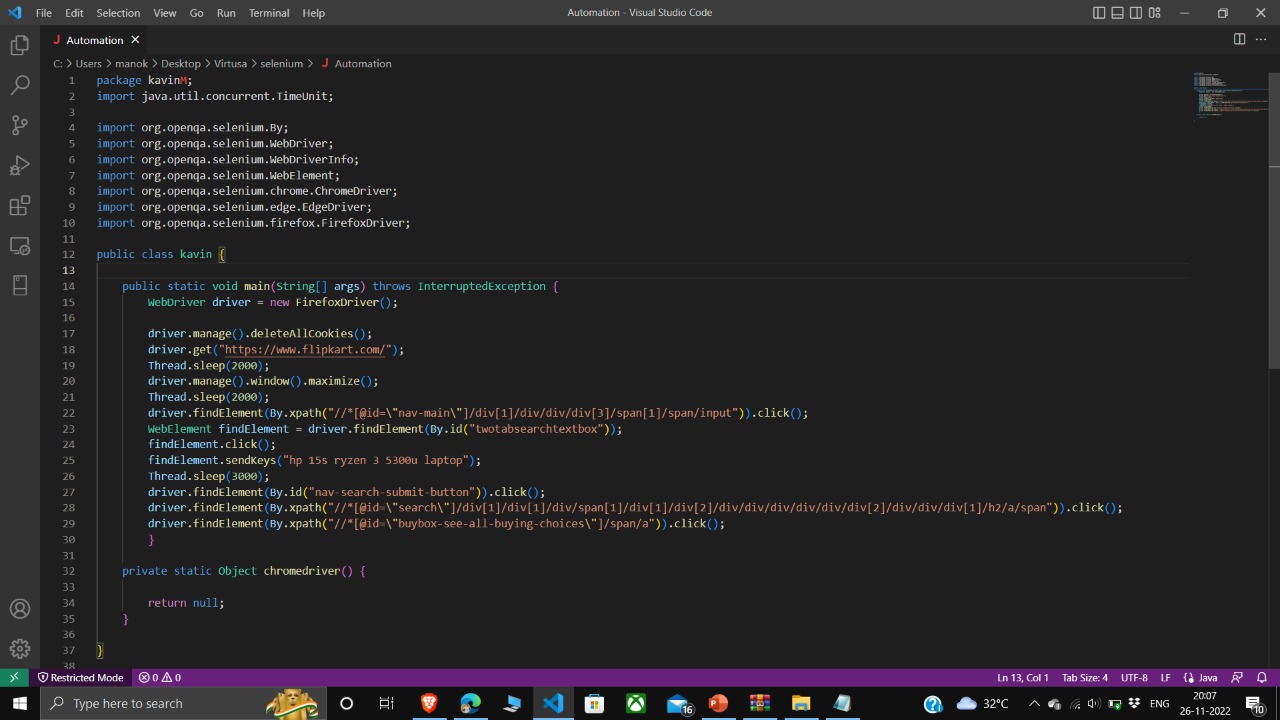 File Edit Selection View Go Run Terminal Help Automation - Visual Studio Code
J Automation
C: > Users > manok > Desktop > Virtusa > selenium > J Automation
1 package kavinM;
2 import java.util.concurrent.TimeUnit;
3
4 import org.openqa.selenium.By;
5 import org.openqa.selenium.WebDriver;
6 import org.openqa.selenium.WebDriverInfo;
7 import org.openqa.selenium.WebElement;
8 import org.openqa.selenium.chrome.ChromeDriver;
9 import org.openqa.selenium.edge.EdgeDriver;
10 import org.openqa.selenium.firefox.FirefoxDriver;
11
12 public class kavin {
13
14 public static void main(String[] args) throws InterruptedException {
15 WebDriver driver = new FirefoxDriver();
16
17 driver.manage().deleteAllCookies();
18 driver.get("https://www.flipkart.com/");
19 Thread.sleep(2000);
20 driver.manage().window().maximize();
21 Thread.sleep(2000);
22 driver.findElement(By.xpath("//*[@id=\"nav-main\"]/div[1]/div/div/div[3]/span[1]/span/input")).click();
23 WebElement findElement = driver.findElement(By.id("twotabsearchtextbox"));
24 findElement.click();
25 findElement.sendKeys("hp 15s ryzen 3 5300u laptop");
26 Thread.sleep(3000);
27 driver.findElement(By.id("nav-search-submit-button")).click();
28 driver.findElement(By.xpath("//*[@id=\"search\"]/div[1]/div[1]/div/span[1]/div[1]/div[2]/div/div/div/div/div/div[2]/div/div/div[1]/h2/a/span")).click();
29 driver.findElement(By.xpath("//*[@id=\"buybox-see-all-buying-choices\"]/span/a")).click();
30 }
31
32 private static Object chromedriver() {
33
34 return null;
35 }
36
37 }
38
Restricted Mode 0 0 Ln 13, Col 1 Tab Size: 4 UTF-8 LF Java
Type here to search 16 32°C ENG 20:07 26-11-2022 10